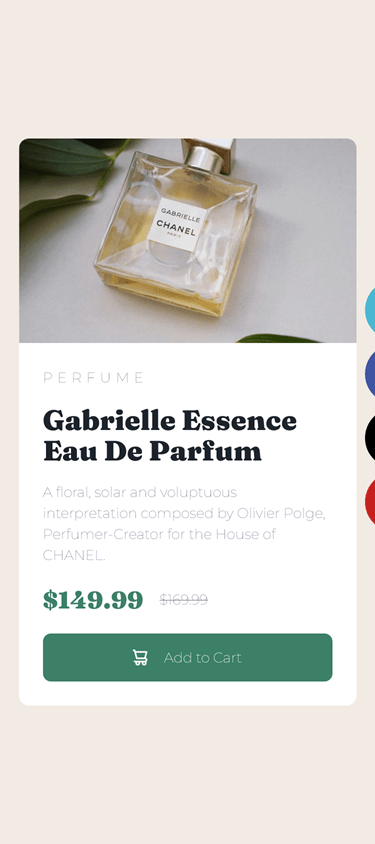 GABRIELLE
CHANEL
PARIS
PERFUME
Gabrielle Essence
Eau De Parfum
A floral, solar and voluptuous
interpretation composed by Olivier Polge,
Perfumer-Creator for the House of
CHANEL.
$149.99 $169.99
Add to Cart